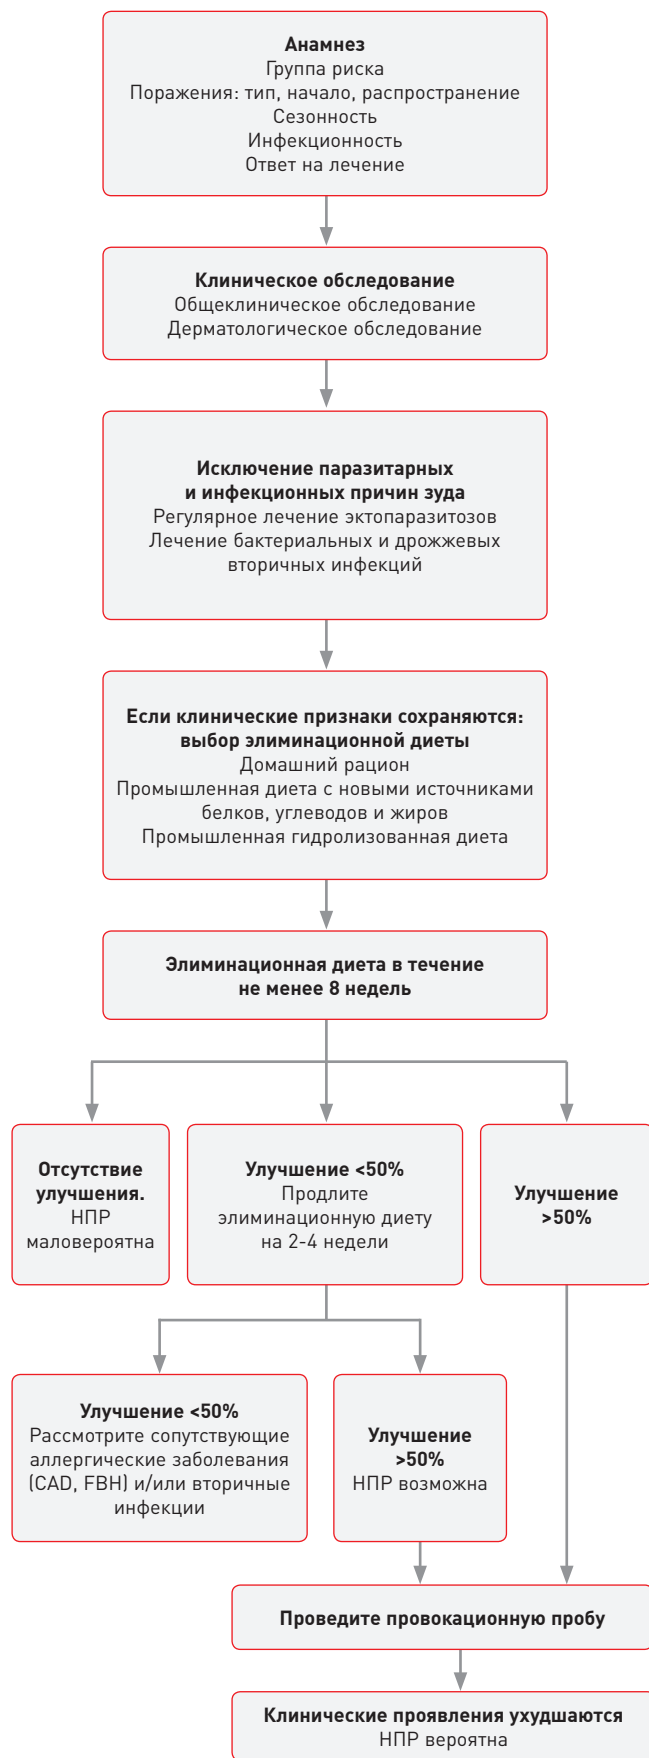 Анамнез
Группа риска
Поражения: тип, начало, распространение
Сезонность
Инфекционность
Ответ на лечение
Клиническое обследование
Общеклиническое обследование
Дерматологическое обследование
Исключение паразитарных
и инфекционных причин зуда
Регулярное лечение эктопаразитозов
Лечение бактериальных и дрожжевых
вторичных инфекций
Если клинические признаки сохраняются:
выбор элиминационной диеты
Домашний рацион
Промышленная диета с новыми источниками
белков, углеводов и жиров
Промышленная гидролизованная диета
Элиминационная диета в течение
не менее 8 недель
Отсутствие
улучшения.
НПР
маловероятна
Улучшение <50%
Продлите
элиминационную диету
на 2-4 недели
Улучшение
>50%
Улучшение <50%
Рассмотрите сопутствующие
аллергические заболевания
(CAD, FBH) и/или вторичные
инфекции
Улучшение
>50%
НПР возможна
Проведите провокационную пробу
Клинические проявления ухудшаются
НПР вероятна